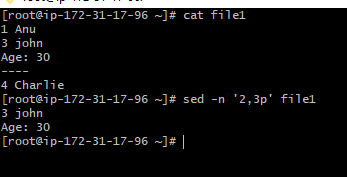 [root@ip-172-31-17-96 ~]# cat file1
1 Anu
3 john
Age: 30
----
4 Charlie
[root@ip-172-31-17-96 ~]# sed -n '2,3p' file1
3 john
Age: 30
[root@ip-172-31-17-96 ~]#